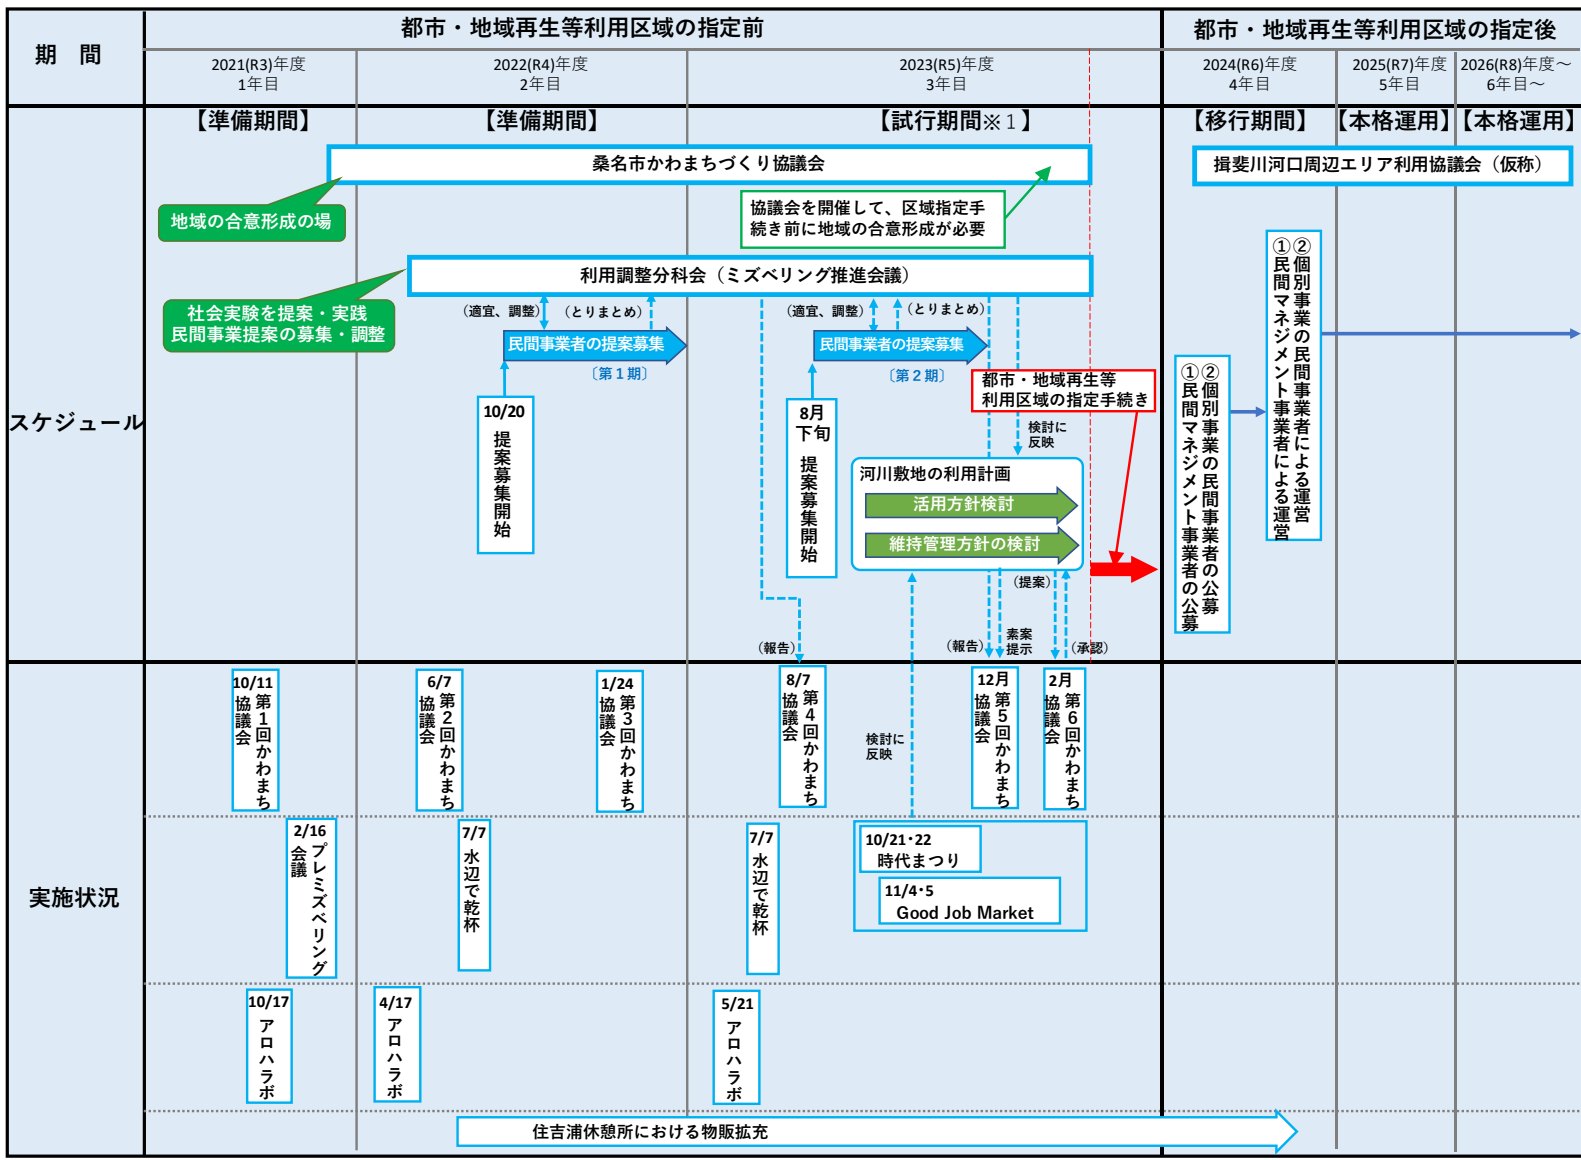 期　間
都市・地域再生等利用区域の指定前
都市・地域再生等利用区域の指定後
2021(R3)年度
1年目
2022(R4)年度
2年目
2023(R5)年度
3年目
2024(R6)年度
4年目
2025(R7)年度
5年目
2026(R8)年度～
6年目～
スケジュール
【準備期間】
【準備期間】
【試行期間※1】
【移行期間】
【本格運用】
【本格運用】
桑名市かわまちづくり協議会
揖斐川河口周辺エリア利用協議会（仮称）
地域の合意形成の場
協議会を開催して、区域指定手
続き前に地域の合意形成が必要
利用調整分科会（ミズベリング推進会議）
社会実験を提案・実践
民間事業提案の募集・調整
（適宜、調整）
（とりまとめ）
民間事業者の提案募集
〔第１期〕
10/20
提案募集開始
（適宜、調整）
（とりまとめ）
民間事業者の提案募集
〔第２期〕
8月
下旬
提案募集開始
都市・地域再生等
利用区域の指定手続き
検討に
反映
河川敷地の利用計画
活用方針検討
維持管理方針の検討
①民間マネジメント事業者の公募
②個別事業の民間事業者の公募
①民間マネジメント事業者による運営
②個別事業の民間事業者による運営
（報告）
（報告）
素案
提示
（提案）
（承認）
実施状況
10/11
第1回かわまち
協議会
6/7
第2回かわまち
協議会
1/24
第3回かわまち
協議会
8/7
第4回かわまち
協議会
12月
第5回かわまち
協議会
2月
第6回かわまち
協議会
検討に
反映
2/16
プレミズベリング
会議
7/7
水辺で乾杯
7/7
水辺で乾杯
10/21・22
時代まつり
11/4・5
Good Job Market
10/17
アロハラボ
4/17
アロハラボ
5/21
アロハラボ
住吉浦休憩所における物販拡充